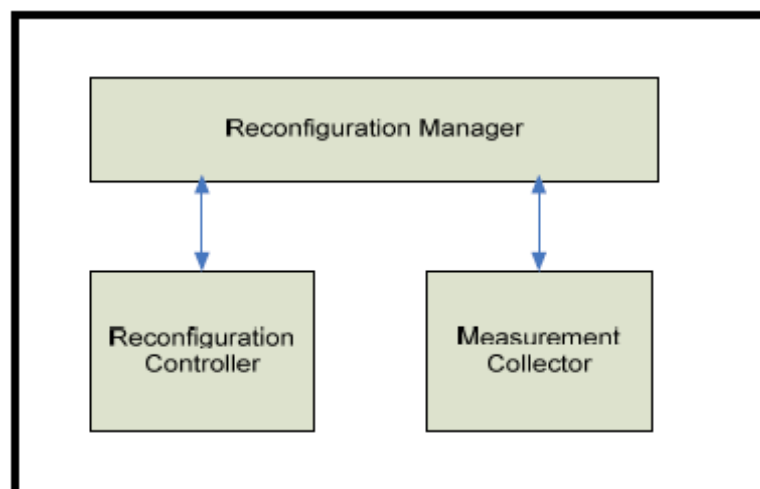 Reconfiguration Manager
Reconfiguration
Controller
Measurement
Collector